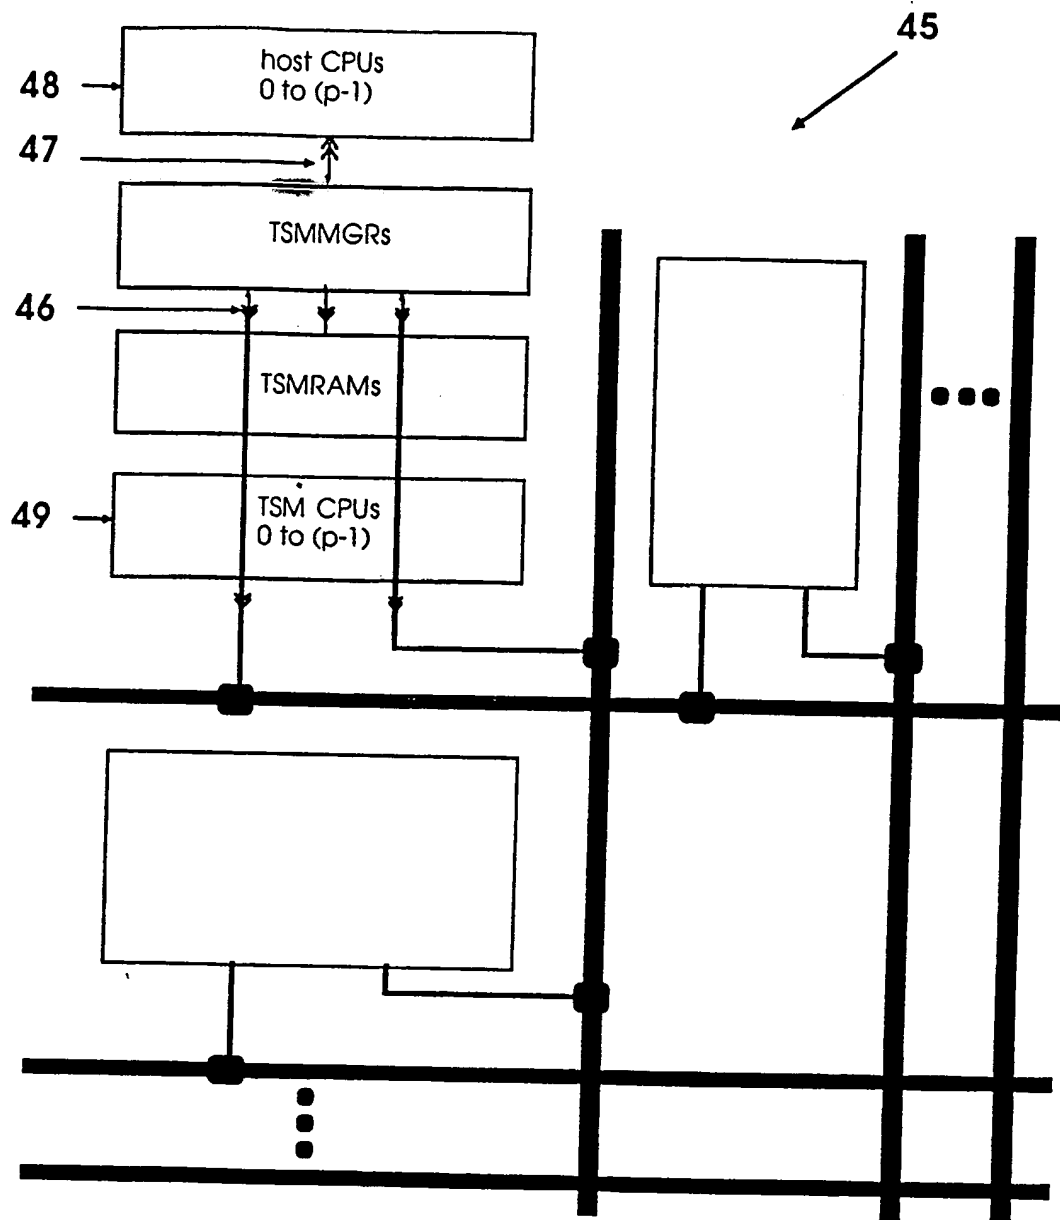 45
host CPUs
0 to (p-1)
48
47
TSMMGRs
46
TSMRAMs
TSM CPUs
0 to (p-1)
49